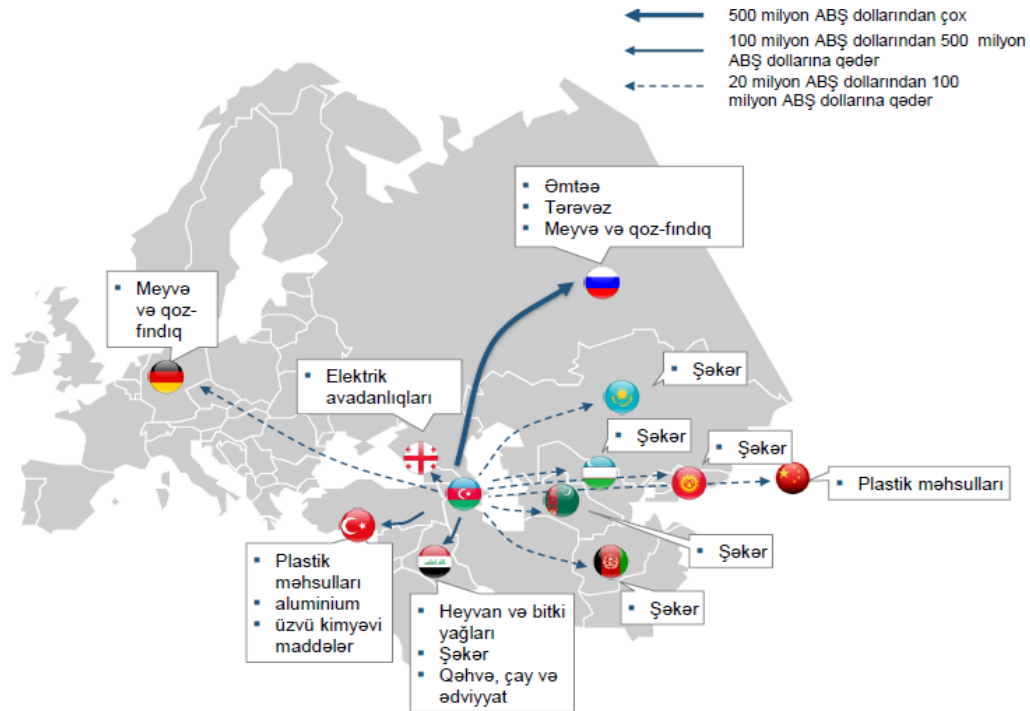 500 milyon ABŞ dollarından çox
100 milyon ABŞ dollarından 500 milyon
ABŞ dollarına qədər
20 milyon ABŞ dollarından 100
milyon ABŞ dollarına qədər
▪ Əmtəə
▪ Tərəvəz
▪ Meyvə və qoz-fındıq
▪ Meyvə
və qoz-
fındıq
▪ Elektrik
avadanlıqları
▪ Şəkər
▪ Şəkər
▪ Şəkər
▪ Plastik məhsulları
▪ Şəkər
▪ Şəkər
▪ Plastik
məhsulları
▪ aluminium
▪ üzvü kimyəvi
maddələr
▪ Heyvan və bitki
yağları
▪ Şəkər
▪ Qəhvə, çay və
ədviyyat